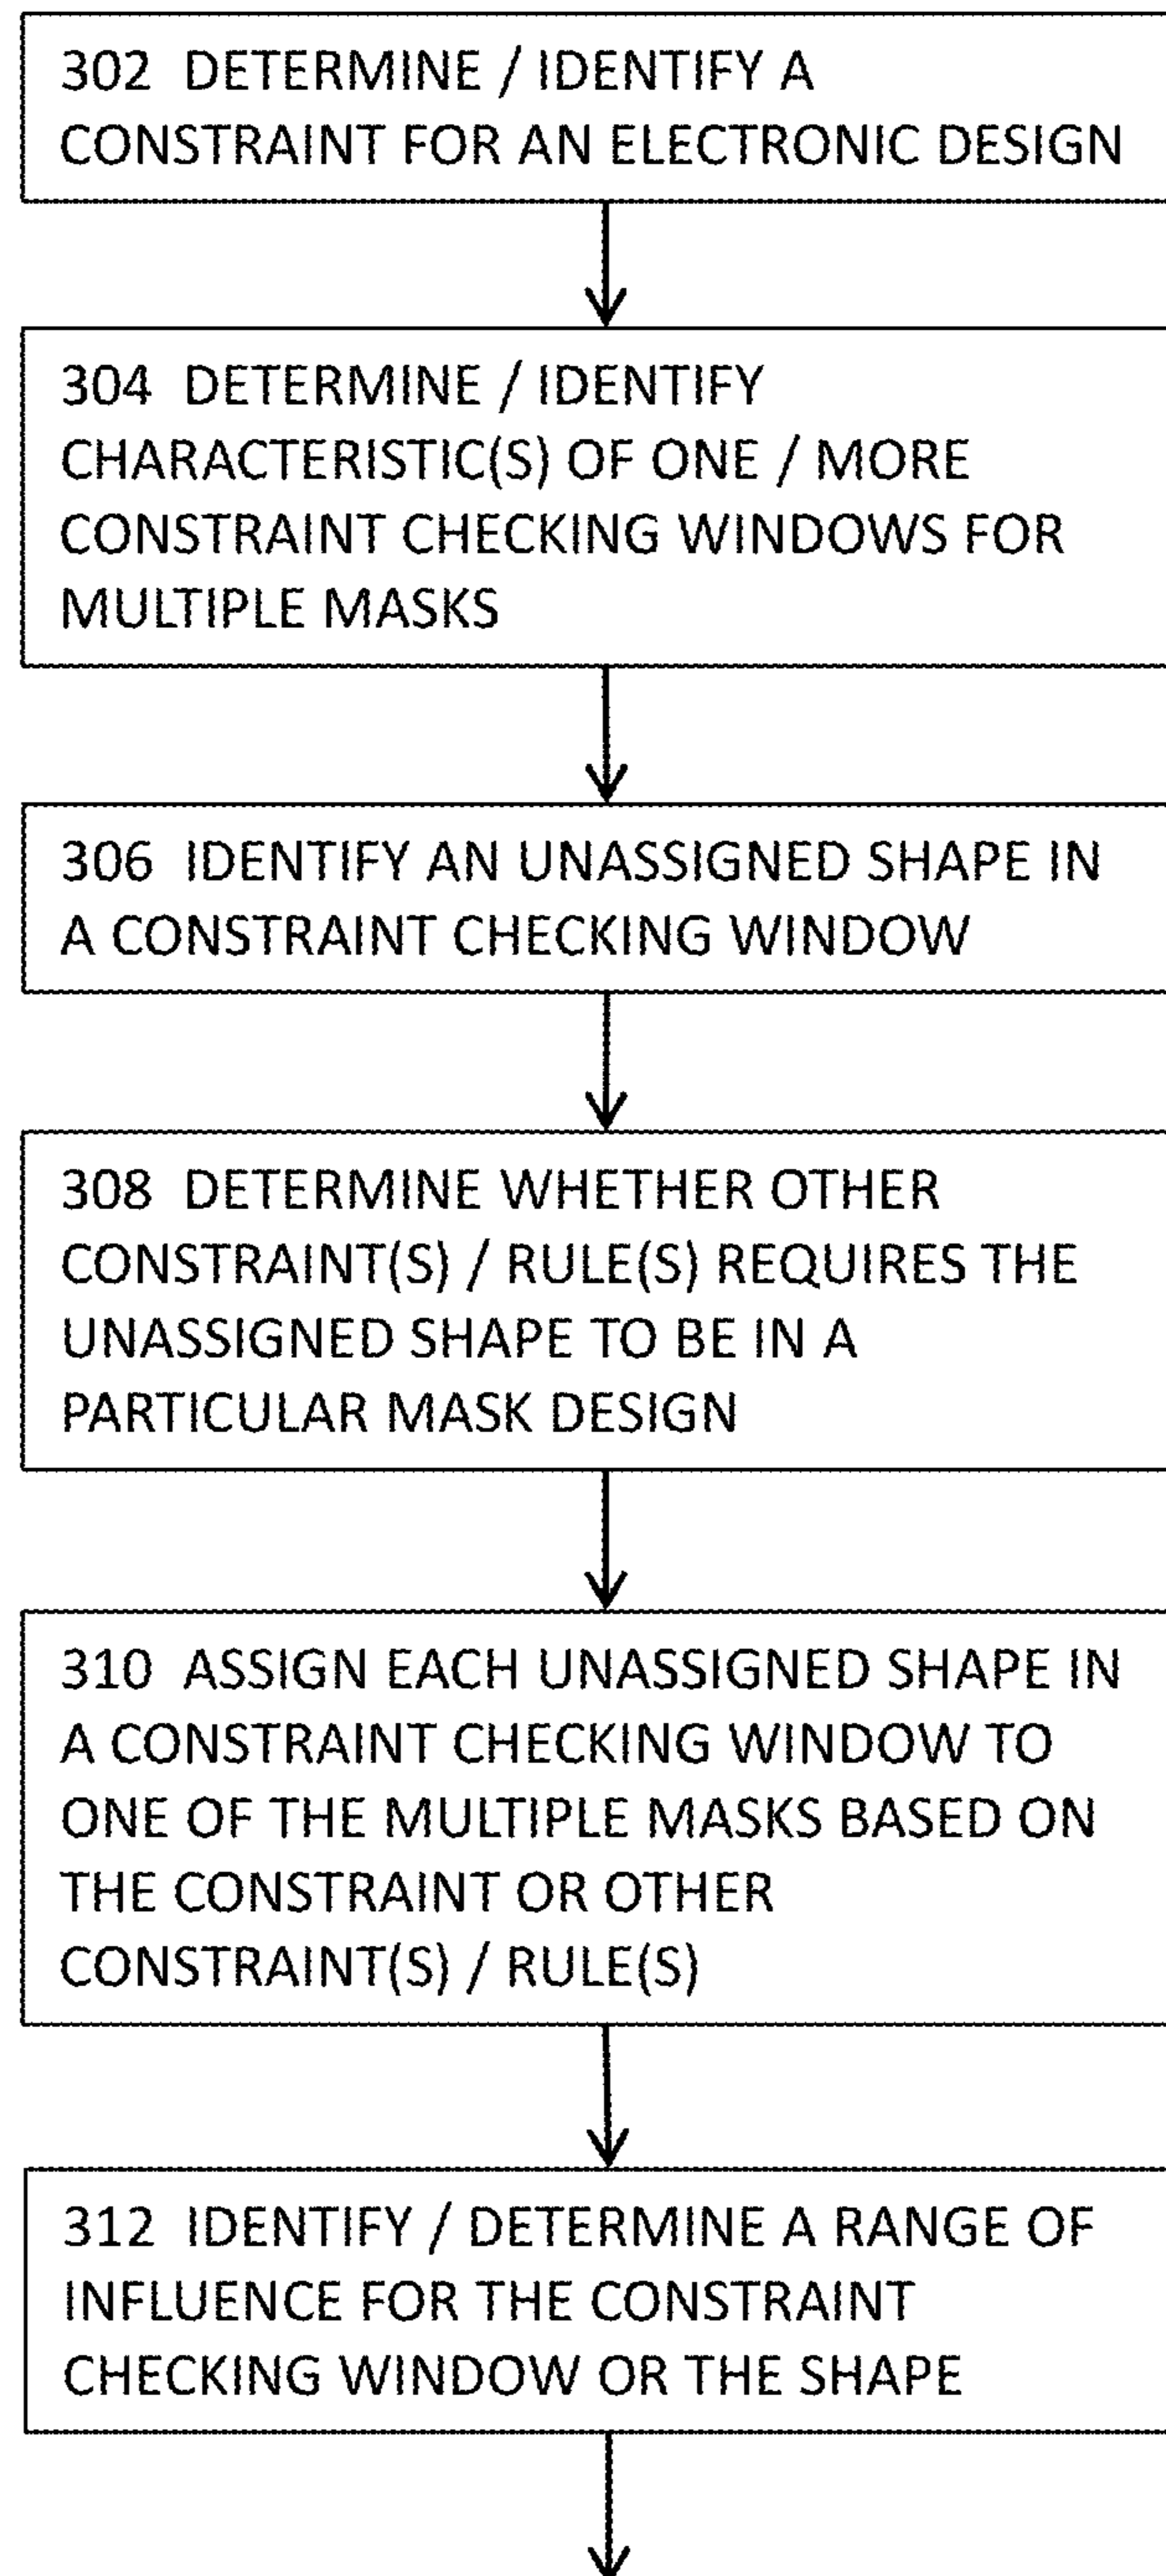 302 DETERMINE / IDENTIFY A
CONSTRAINT FOR AN ELECTRONIC DESIGN
304 DETERMINE / IDENTIFY
CHARACTERISTIC(S) OF ONE / MORE
CONSTRAINT CHECKING WINDOWS FOR
MULTIPLE MASKS
306 IDENTIFY AN UNASSIGNED SHAPE IN
A CONSTRAINT CHECKING WINDOW
308 DETERMINE WHETHER OTHER
CONSTRAINT(S) / RULE(S) REQUIRES THE
UNASSIGNED SHAPE TO BE IN A
PARTICULAR MASK DESIGN
310 ASSIGN EACH UNASSIGNED SHAPE IN
A CONSTRAINT CHECKING WINDOW TO
ONE OF THE MULTIPLE MASKS BASED ON
THE CONSTRAINT OR OTHER
CONSTRAINT(S) / RULE(S)
312 IDENTIFY / DETERMINE A RANGE OF
INFLUENCE FOR THE CONSTRAINT
CHECKING WINDOW OR THE SHAPE